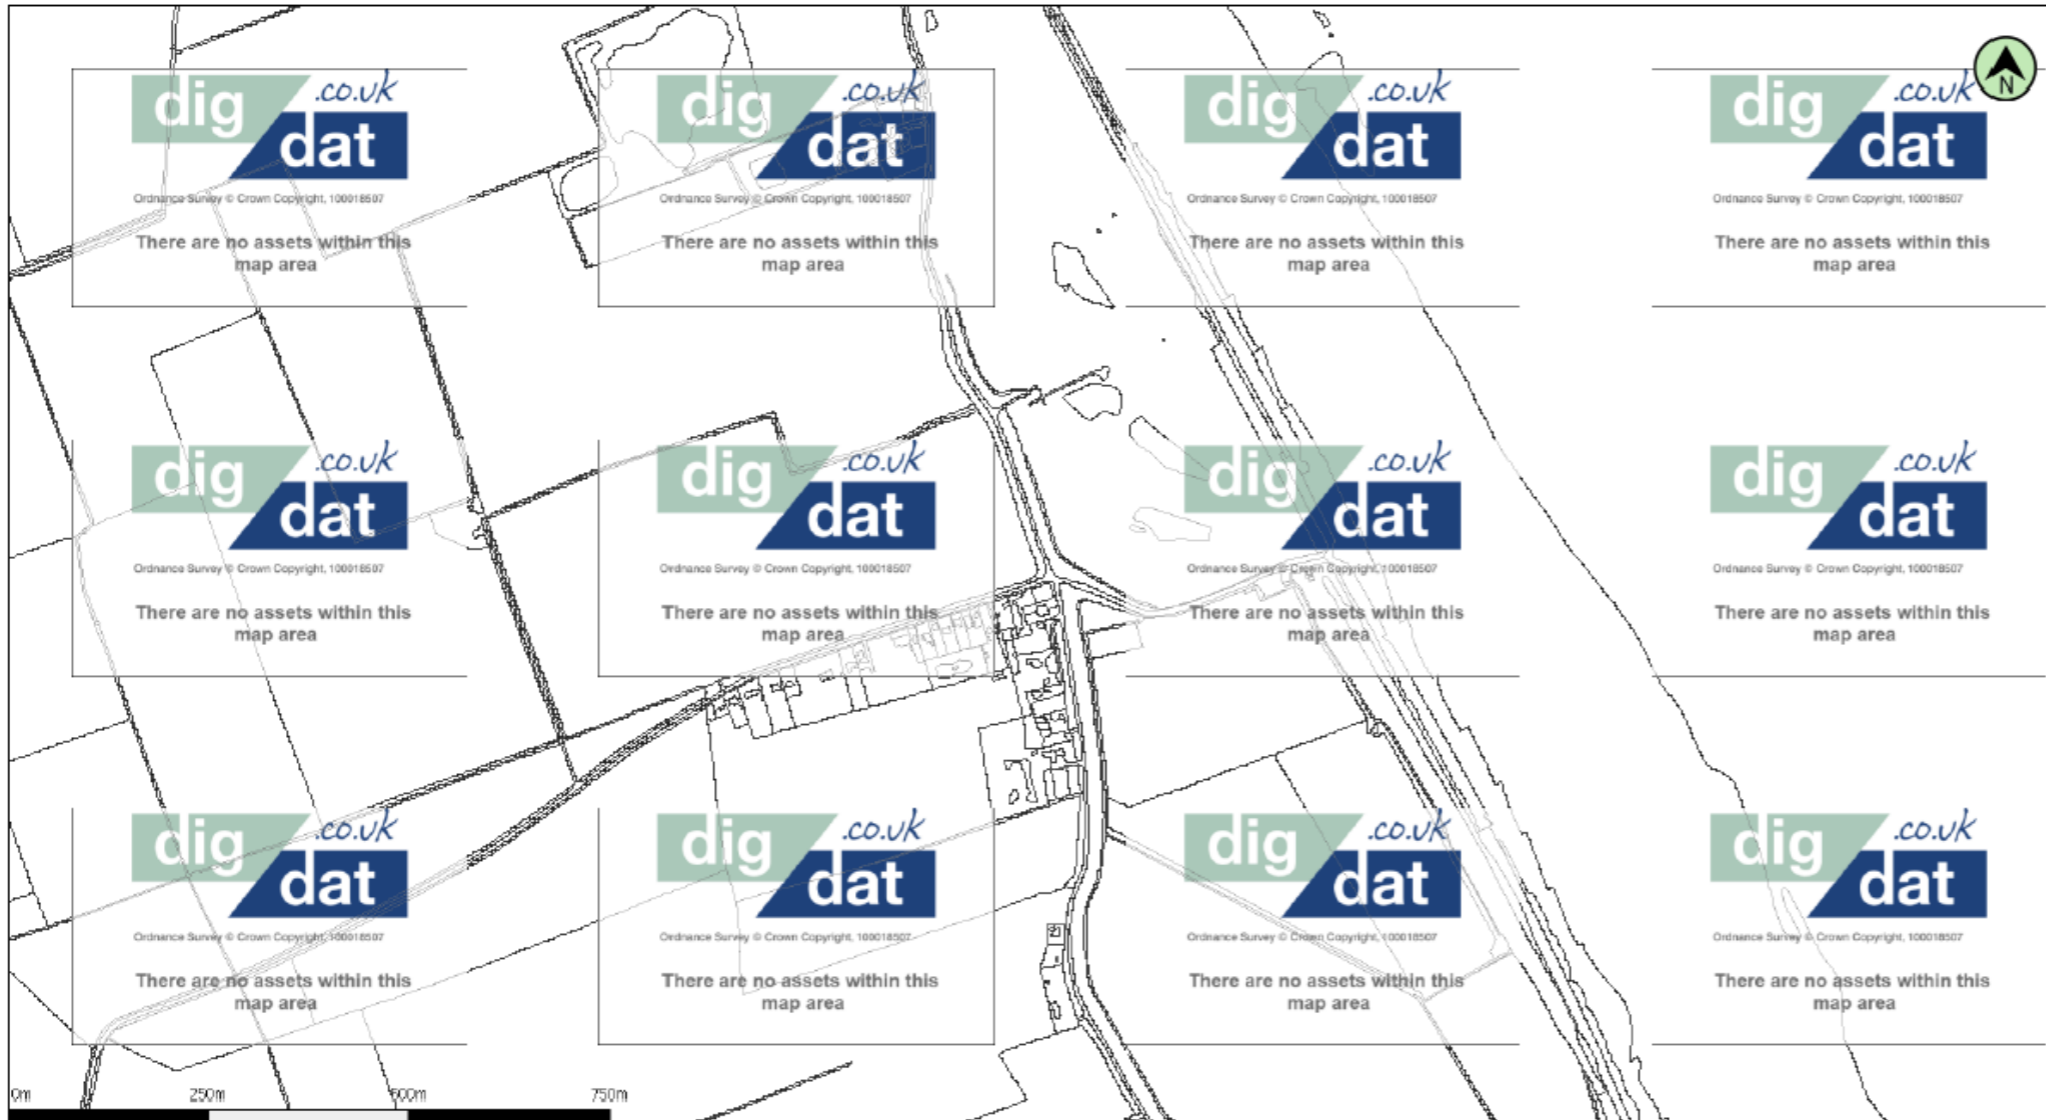 N
dig .co.uk dig .co.uk dig .co.uk dig .co.uk
dat dat dat dat
Ordnance Survey © Crown Copyright, 100018507 Ordnance Survey © Crown Copyright, 100018507 Ordnance Survey © Crown Copyright, 100018507 Ordnance Survey © Crown Copyright, 100018507
There are no assets within this There are no assets within this There are no assets within this There are no assets within this
map area map area map area map area
dig .co.uk dig .co.uk dig .co.uk dig .co.uk
dat dat dat dat
Ordnance Survey © Crown Copyright, 100018507 Ordnance Survey © Crown Copyright, 100018507 Ordnance Survey © Crown Copyright, 100018507 Ordnance Survey © Crown Copyright, 100018507
There are no assets within this There are no assets within this There are no assets within this There are no assets within this
map area map area map area map area
dig .co.uk dig .co.uk dig .co.uk dig .co.uk
dat dat dat dat
Ordnance Survey © Crown Copyright, 100018507 Ordnance Survey © Crown Copyright, 100018507 Ordnance Survey © Crown Copyright, 100018507 Ordnance Survey © Crown Copyright, 100018507
There are no assets within this There are no assets within this There are no assets within this There are no assets within this
map area map area map area map area
0m 250m 500m 750m